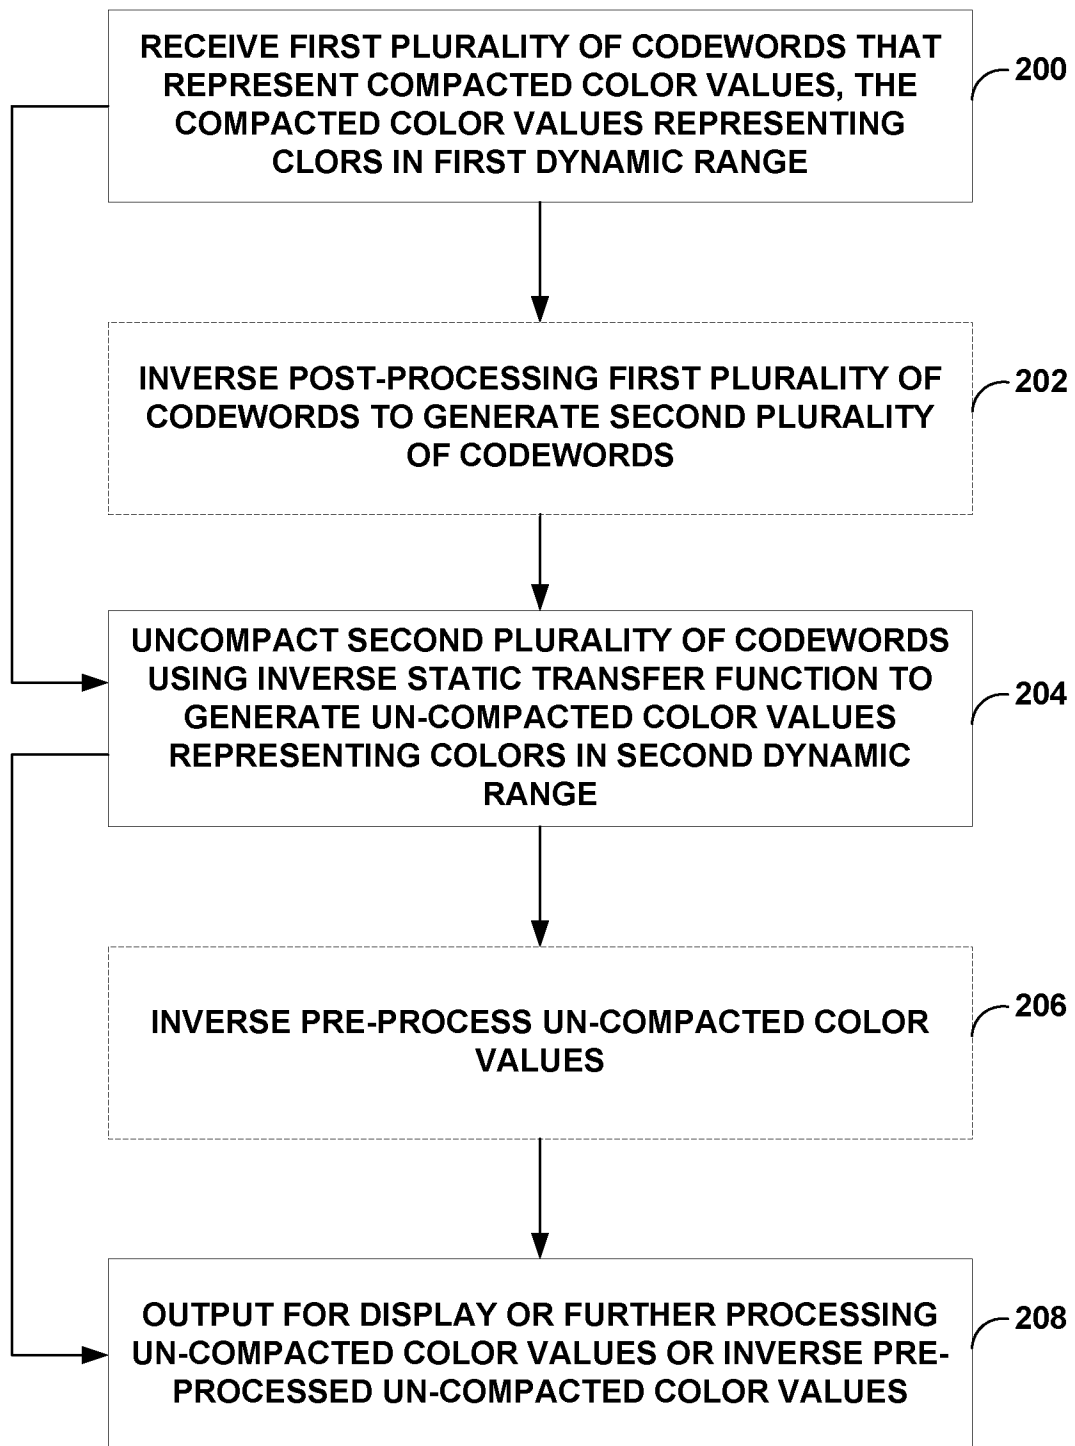 RECEIVE FIRST PLURALITY OF CODEWORDS THAT
REPRESENT COMPACTED COLOR VALUES, THE
COMPACTED COLOR VALUES REPRESENTING
CLORS IN FIRST DYNAMIC RANGE
200
INVERSE POST-PROCESSING FIRST PLURALITY OF
CODEWORDS TO GENERATE SECOND PLURALITY
OF CODEWORDS
202
UNCOMPACT SECOND PLURALITY OF CODEWORDS
USING INVERSE STATIC TRANSFER FUNCTION TO
GENERATE UN-COMPACTED COLOR VALUES
REPRESENTING COLORS IN SECOND DYNAMIC
RANGE
204
INVERSE PRE-PROCESS UN-COMPACTED COLOR
VALUES
206
OUTPUT FOR DISPLAY OR FURTHER PROCESSING
UN-COMPACTED COLOR VALUES OR INVERSE PRE-
PROCESSED UN-COMPACTED COLOR VALUES
208